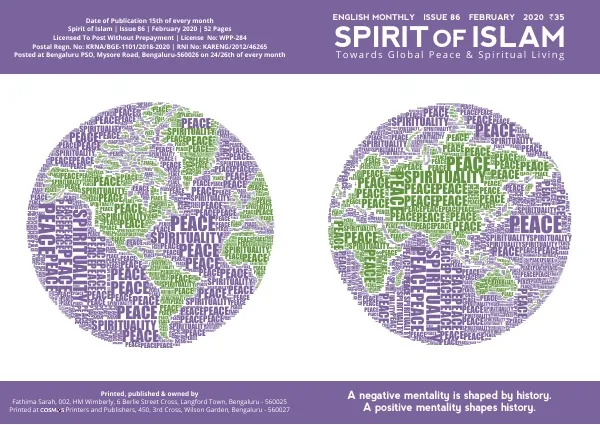 Date of Publication 15th of every month
Spirit of Islam | Issue 86 | February 2020 | 52 Pages
Licensed To Post Without Prepayment | License No: WPP-284
Postal Regn. No: KRNA/BGE-1101/2018-2020 | RNI No: KARENG/2012/46265
Posted at Bengaluru PSO, Mysore Road, Bengaluru-560026 on 24/26th of every month
ENGLISH MONTHLY ISSUE 86 FEBRUARY 2020 ₹35
SPIRIT OF ISLAM
Towards Global Peace & Spiritual Living
PEACE
SPIRITUALITY
PEACE
SPIRITUALITY
Printed, published & owned by
Fathima Sarah, 002, HM Wimberly, 6 Berlie Street Cross, Langford Town, Bengaluru - 560025
Printed at COSMOS Printers and Publishers, 450, 3rd Cross, Wilson Garden, Bengaluru - 560027
A negative mentality is shaped by history.
A positive mentality shapes history.